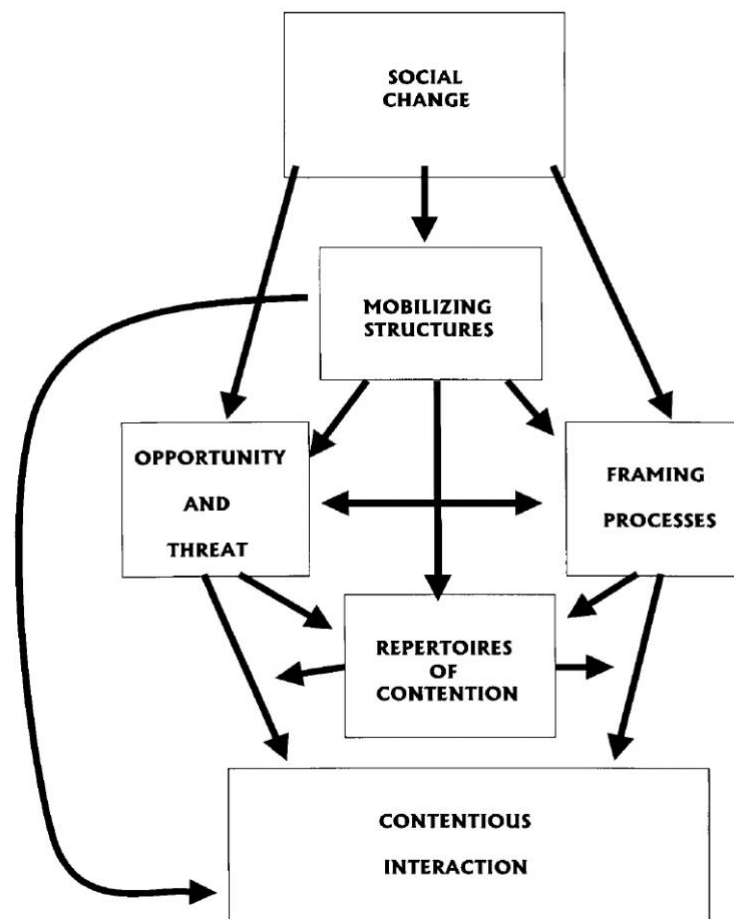 SOCIAL
CHANGE
MOBILIZING
STRUCTURES
OPPORTUNITY
AND
THREAT
FRAMING
PROCESSES
REPERTOIRES
OF
CONTENTION
CONTENTIOUS
INTERACTION